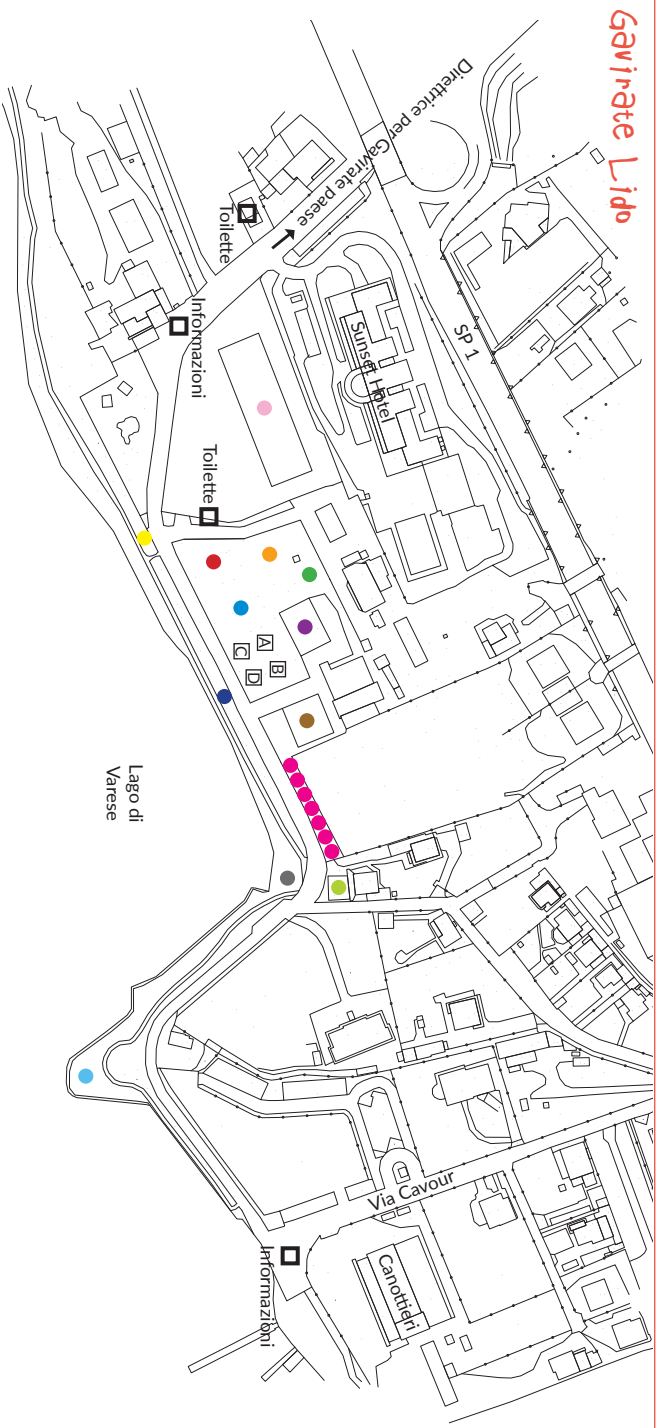 Gavirate Lido
Direttrice per Gavirate paese
SP 1
Toilette
Informazioni
Sunset Hotel
Toilette
A
B
C
D
Lago di
Varese
Via Cavour
Canottieri
Informazioni